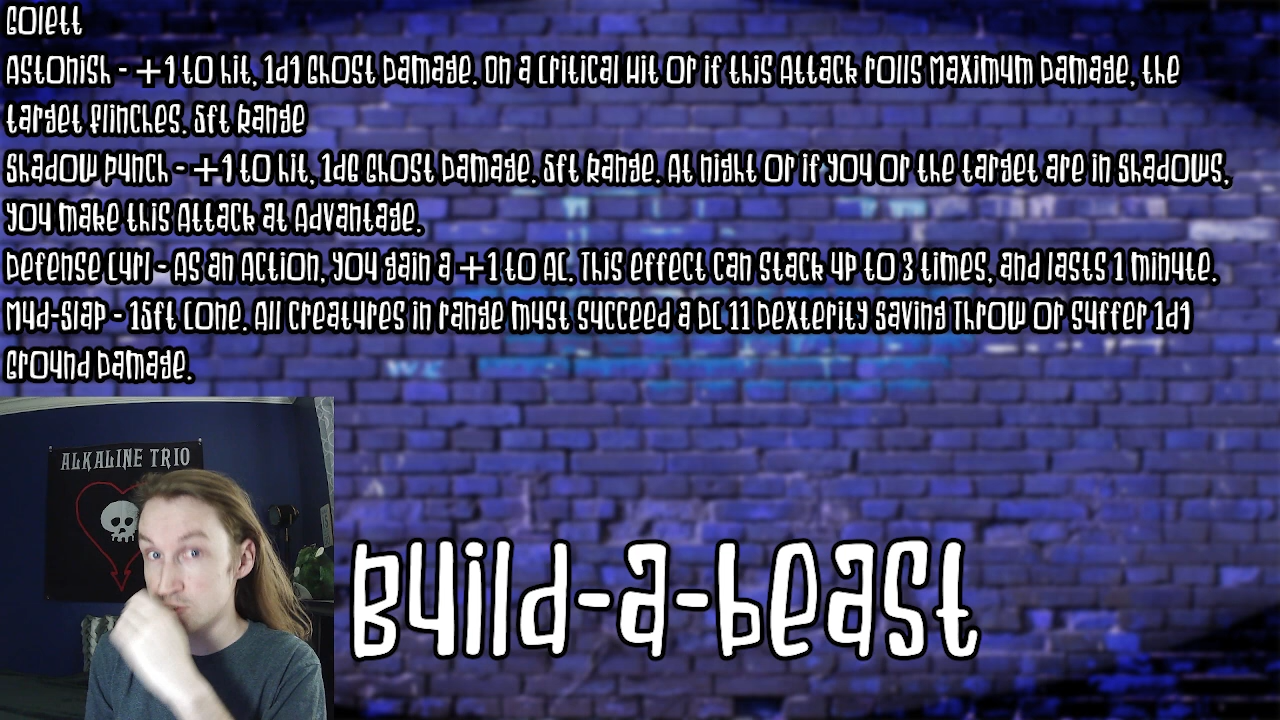 Golett
Astonish - +4 to hit, 1d4 Ghost Damage. On a Critical Hit or if this Attack rolls Maximum Damage, the
target flinches. 5ft Range
Shadow Punch - +4 to hit, 1d6 Ghost Damage. 5ft Range. At night or if you or the target are in shadows,
you make this Attack at Advantage.
Defense Curl - As an Action, you gain a +1 to AC. This effect can stack up to 3 times, and lasts 1 minute.
Mud-Slap - 15ft Cone. All Creatures in range must succeed a DC 11 Dexterity Saving Throw or suffer 1d4
Ground Damage.
ALKALINE TRIO
Build-a-beast